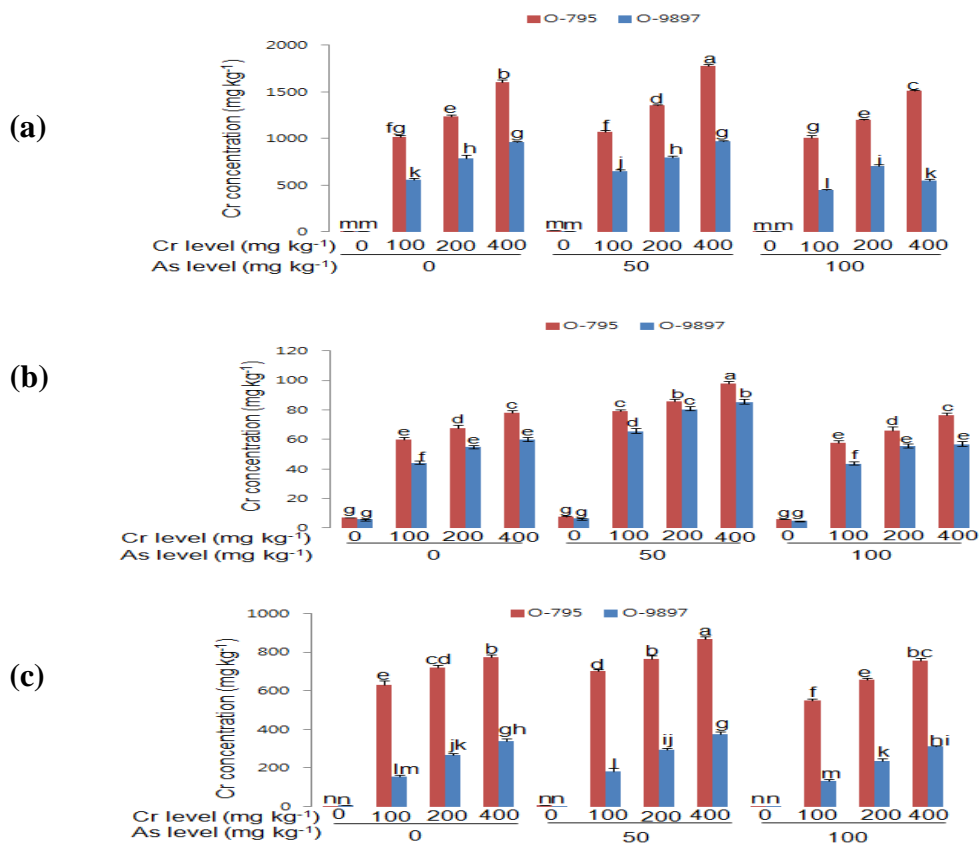 O-795 O-9897
(a)
Cr concentration (mg kg-1)
2000
1500
1000
500
0
mm fg k e h b g
mm f j d h a g
mm g l e i c k
Cr level (mg kg-1) 0 100 200 400 0 100 200 400 0 100 200 400
As level (mg kg-1) 0 50 100
O-795 O-9897
(b)
Cr concentration (mg kg-1)
120
100
80
60
40
20
0
g g e f d e c e
g g c d b c a b
g g e f d e c e
Cr level (mg kg-1) 0 100 200 400 0 100 200 400 0 100 200 400
As level (mg kg-1) 0 50 100
O-795 O-9897
(c)
Cr concentration (mg kg-1)
1000
800
600
400
200
0
nn e lm cd jk b gh
nn d l b ij a g
nn f m e k bc hi
Cr level (mg kg-1) 0 100 200 400 0 100 200 400 0 100 200 400
As level (mg kg-1) 0 50 100